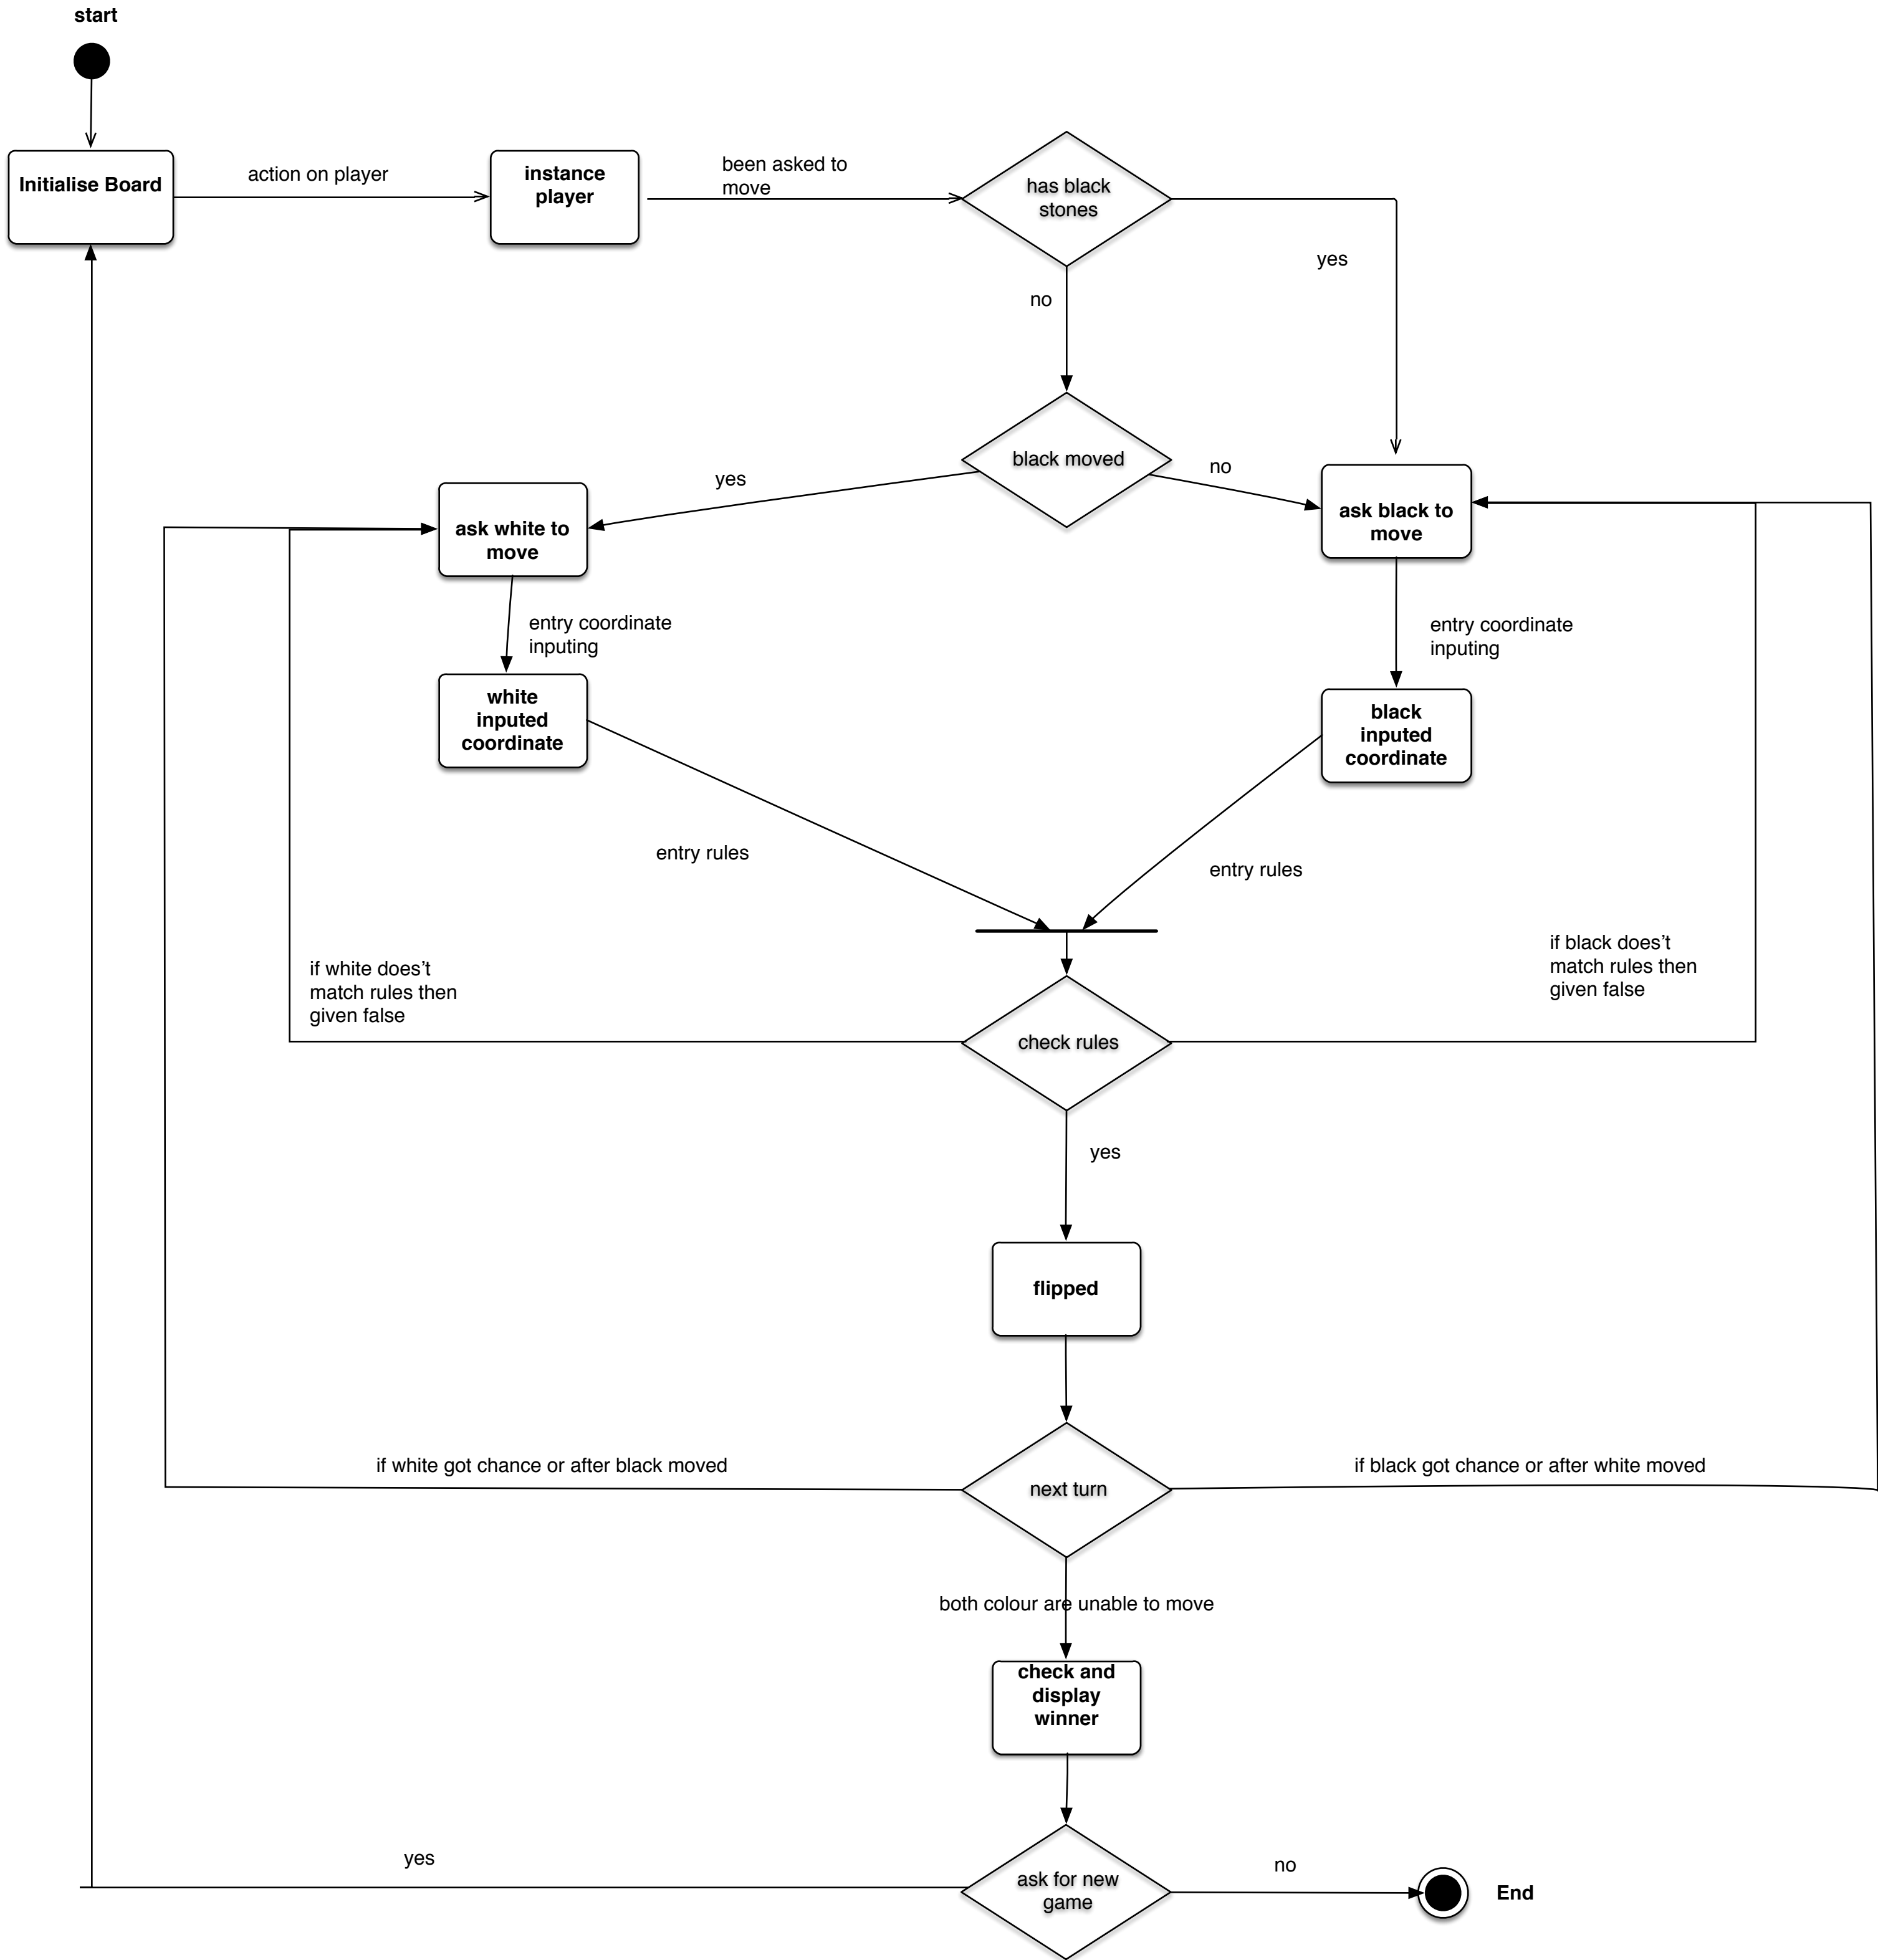 start
Initialise Board
action on player
instance
player
been asked to
move
has black
stones
yes
no
black moved
yes
no
ask white to
move
ask black to
move
entry coordinate
inputing
entry coordinate
inputing
white
inputed
coordinate
black
inputed
coordinate
entry rules
entry rules
if white does't
match rules then
given false
if black does't
match rules then
given false
check rules
yes
flipped
if white got chance or after black moved
next turn
if black got chance or after white moved
both colour are unable to move
check and
display
winner
yes
ask for new
game
no
End